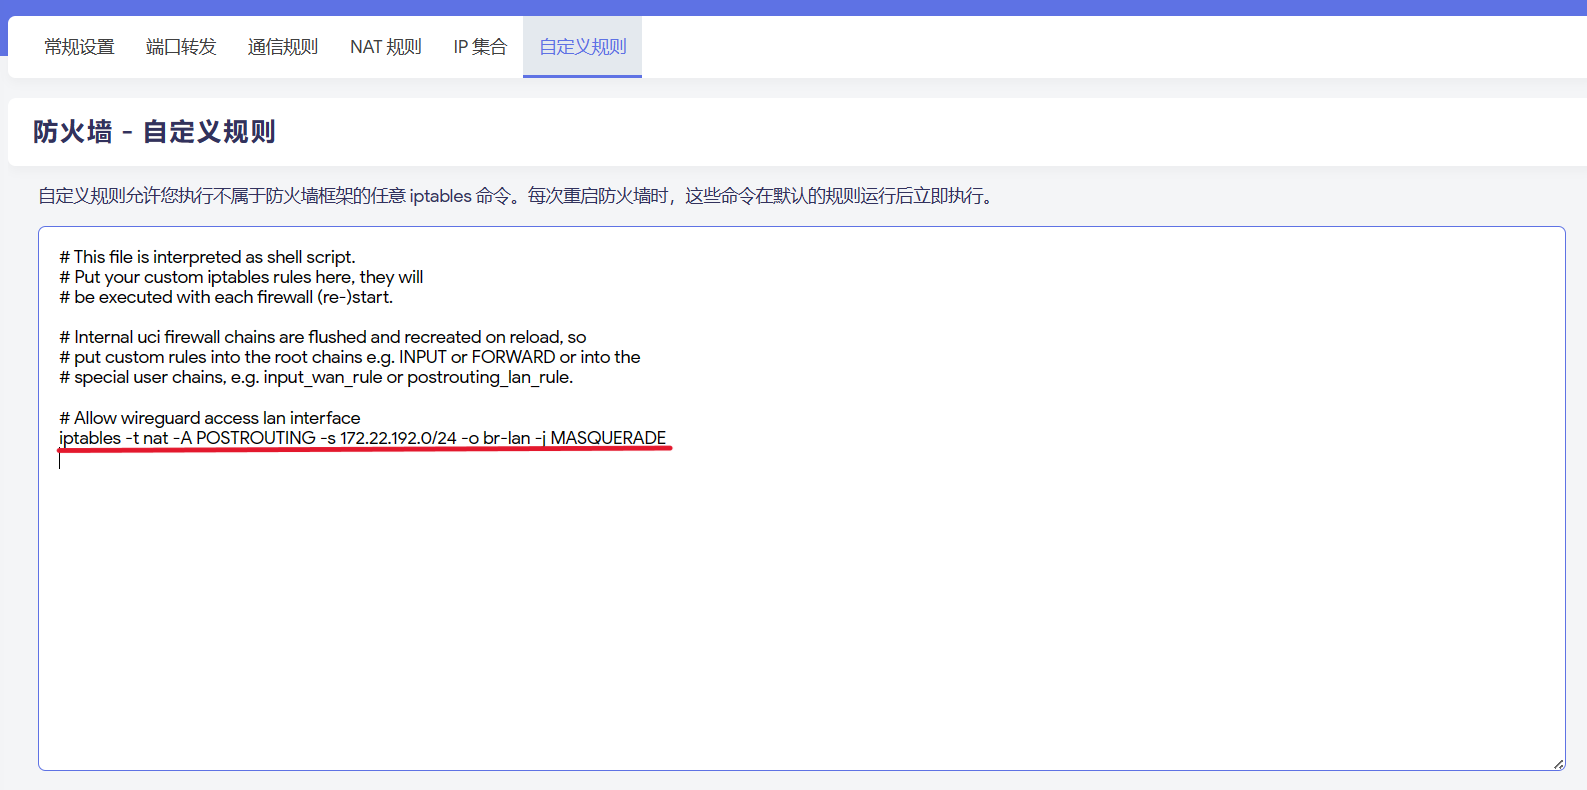 常规设置 端口转发 通信规则 NAT 规则 IP 集合 自定义规则
防火墙 - 自定义规则
自定义规则允许您执行不属于防火墙框架的任意 iptables 命令。每次重启防火墙时，这些命令在默认的规则运行后立即执行。
# This file is interpreted as shell script.
# Put your custom iptables rules here, they will
# be executed with each firewall (re-)start.
# Internal uci firewall chains are flushed and recreated on reload, so
# put custom rules into the root chains e.g. INPUT or FORWARD or into the
# special user chains, e.g. input_wan_rule or postrouting_lan_rule.
# Allow wireguard access lan interface
iptables -t nat -A POSTROUTING -s 172.22.192.0/24 -o br-lan -j MASQUERADE